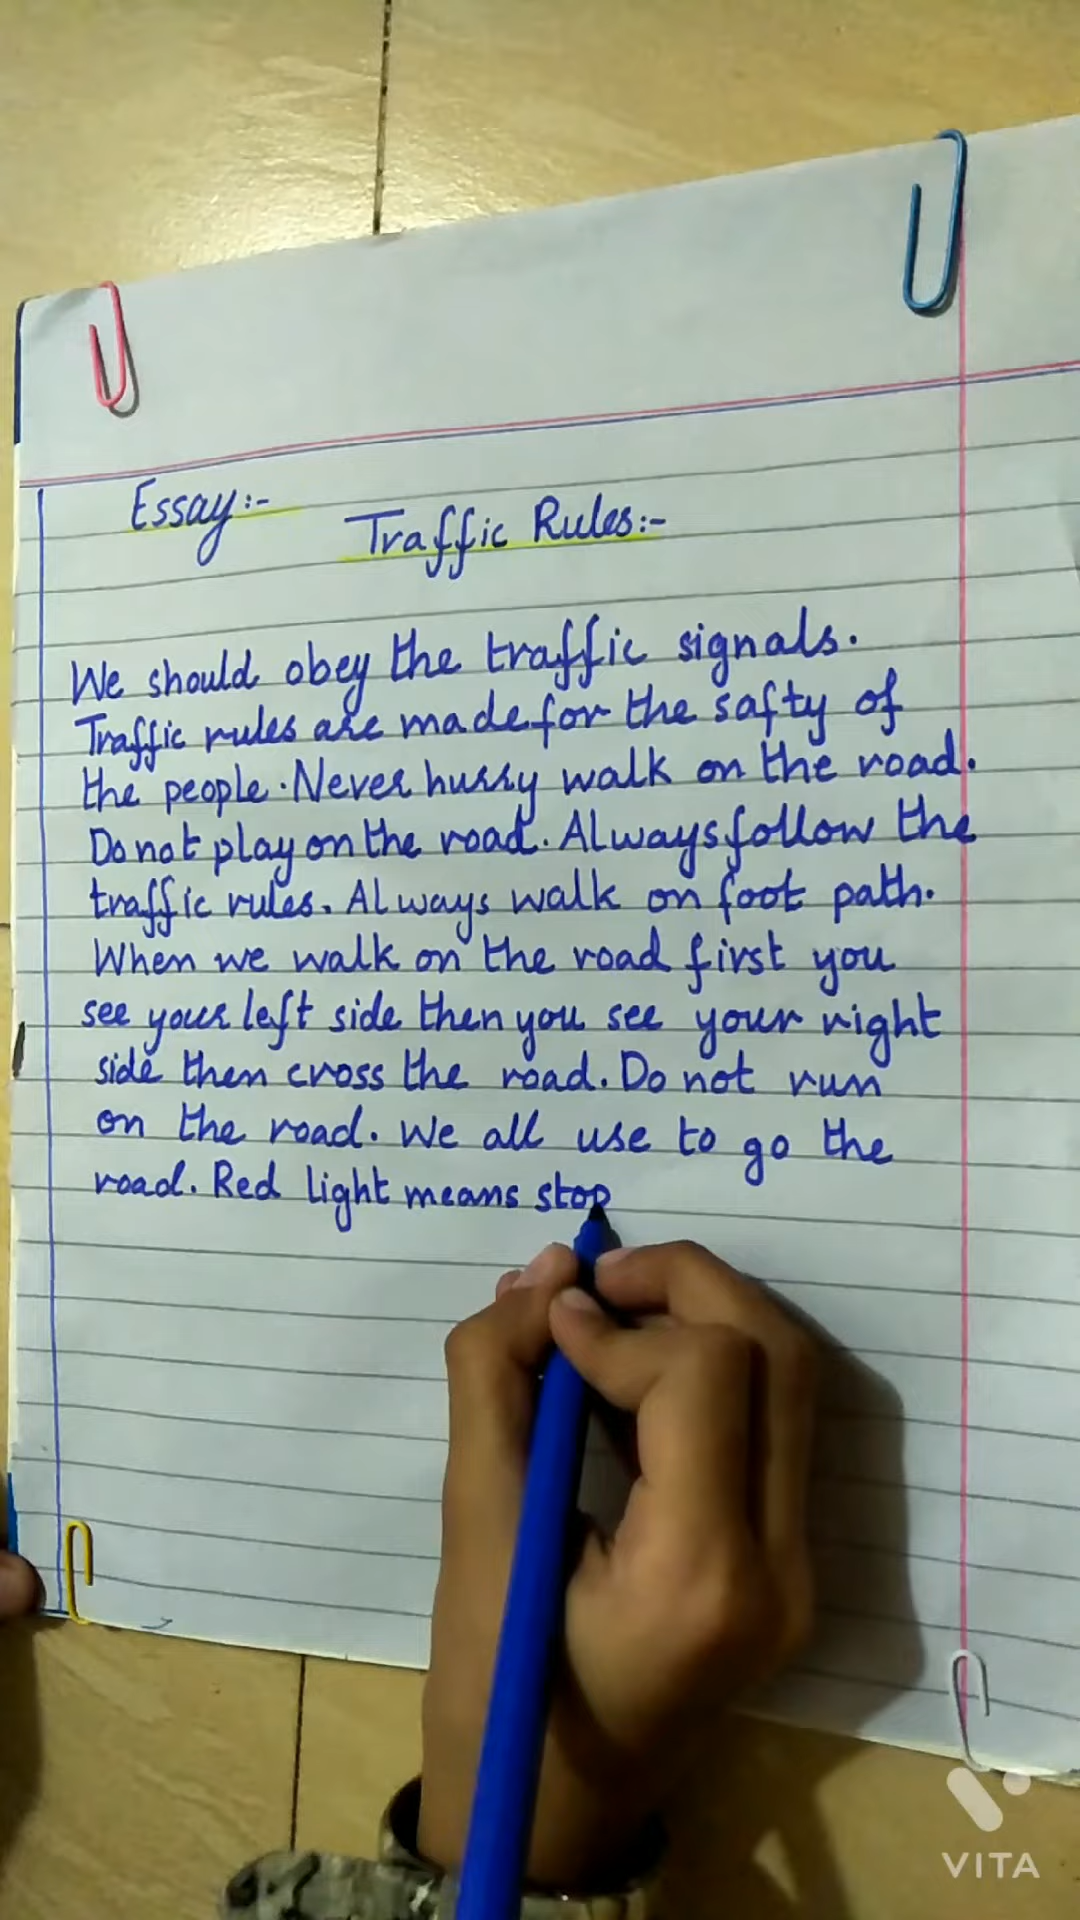 Essay:-
Traffic Rules:-
We should obey the traffic signals.
Traffic rules are made for the safty of
the people. Never hurry walk on the road.
Do not play on the road. Always follow the
traffic rules. Always walk on foot path.
When we walk on the road first you
see your left side then you see your right
side then cross the road. Do not run
on the road. We all use to go the
road. Red light means stop
VITA